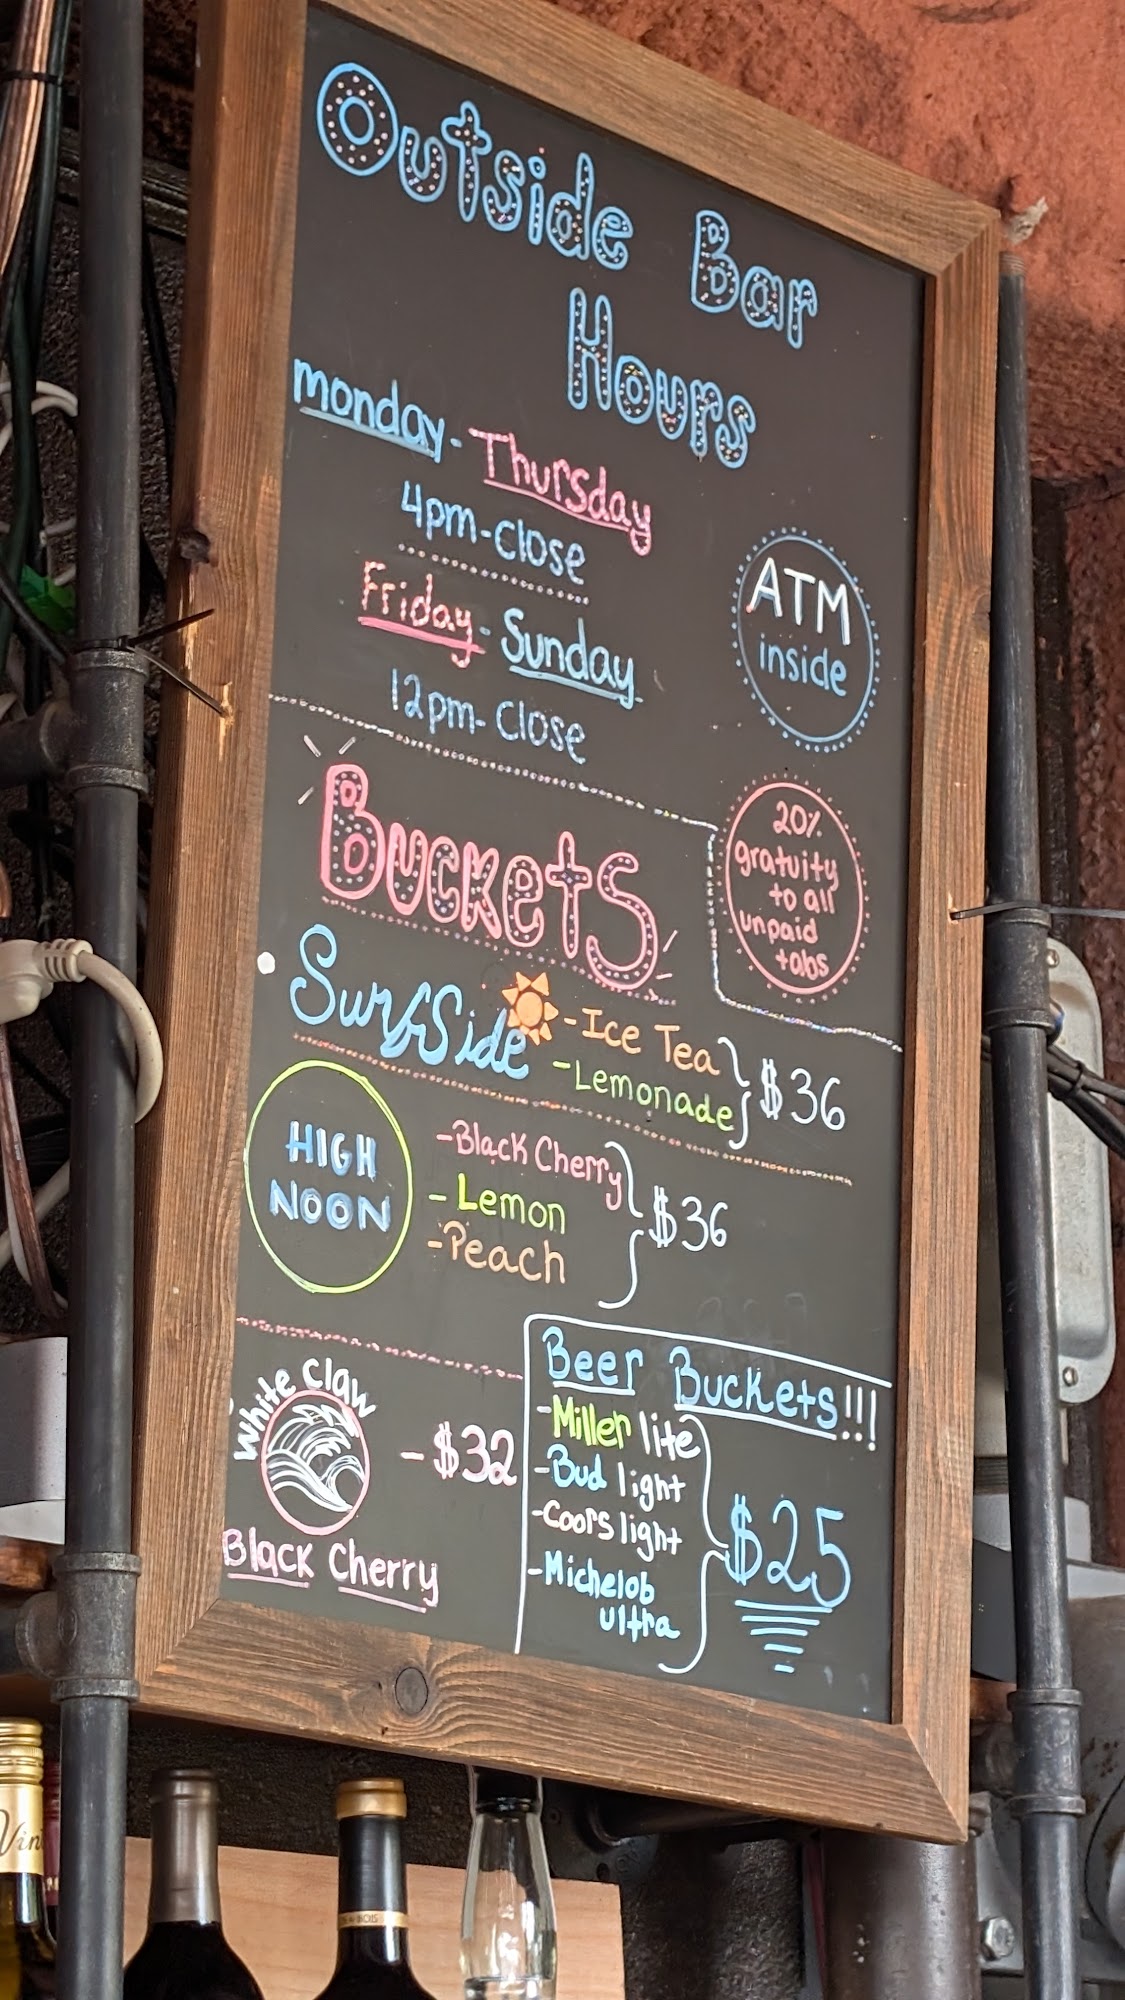 Outside Bar
Hours
monday - Thursday
4pm - Close
Friday - Sunday
12pm - Close
ATM
inside
20%
gratuity
to all
unpaid
tabs
Buckets
SurfSide
- Ice Tea
- Lemonade
$36
HIGH
NOON
- Black Cherry
- Lemon
- Peach
$36
White Claw
- $32
Black Cherry
Beer Buckets!!!
- Miller lite
- Bud light
- Coors light
- Michelob
ultra
$25
Vin